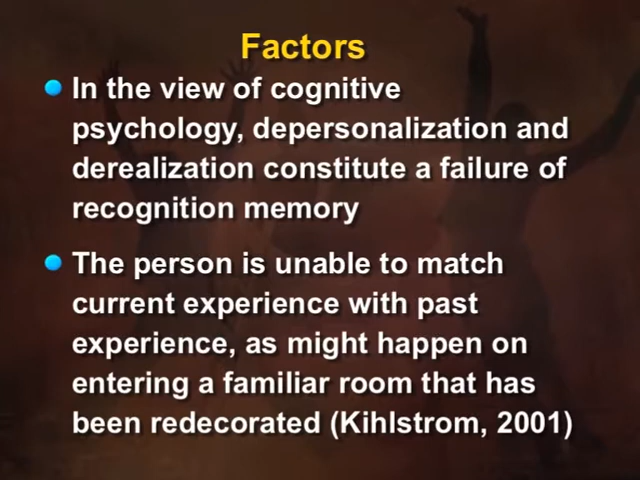 Factors
In the view of cognitive
psychology, depersonalization and
derealization constitute a failure of
recognition memory
The person is unable to match
current experience with past
experience, as might happen on
entering a familiar room that has
been redecorated (Kihlstrom, 2001)